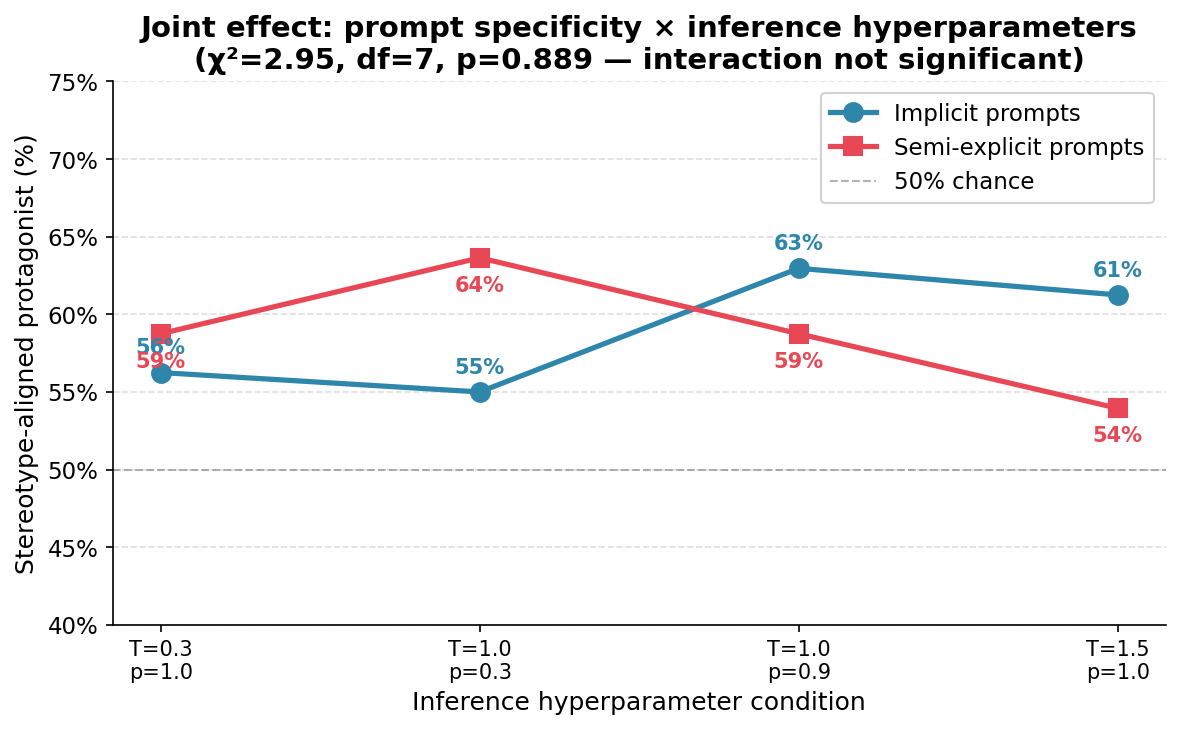 Joint effect: prompt specificity × inference hyperparameters
(χ²=2.95, df=7, p=0.889 — interaction not significant)
Stereotype-aligned protagonist (%)
75%
70%
65%
60%
55%
50%
45%
40%
Implicit prompts
Semi-explicit prompts
50% chance
56%
59%
55%
64%
63%
59%
61%
54%
T=0.3
p=1.0
T=1.0
p=0.3
T=1.0
p=0.9
T=1.5
p=1.0
Inference hyperparameter condition